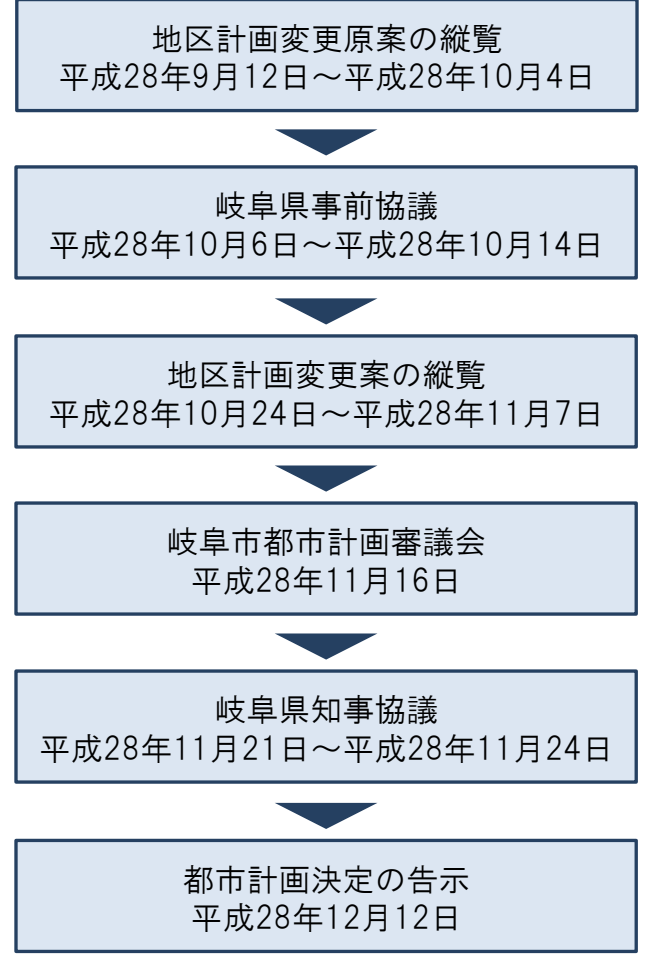 地区計画変更原案の縦覧
平成28年9月12日～平成28年10月4日
岐阜県事前協議
平成28年10月6日～平成28年10月14日
地区計画変更案の縦覧
平成28年10月24日～平成28年11月7日
岐阜市都市計画審議会
平成28年11月16日
岐阜県知事協議
平成28年11月21日～平成28年11月24日
都市計画決定の告示
平成28年12月12日